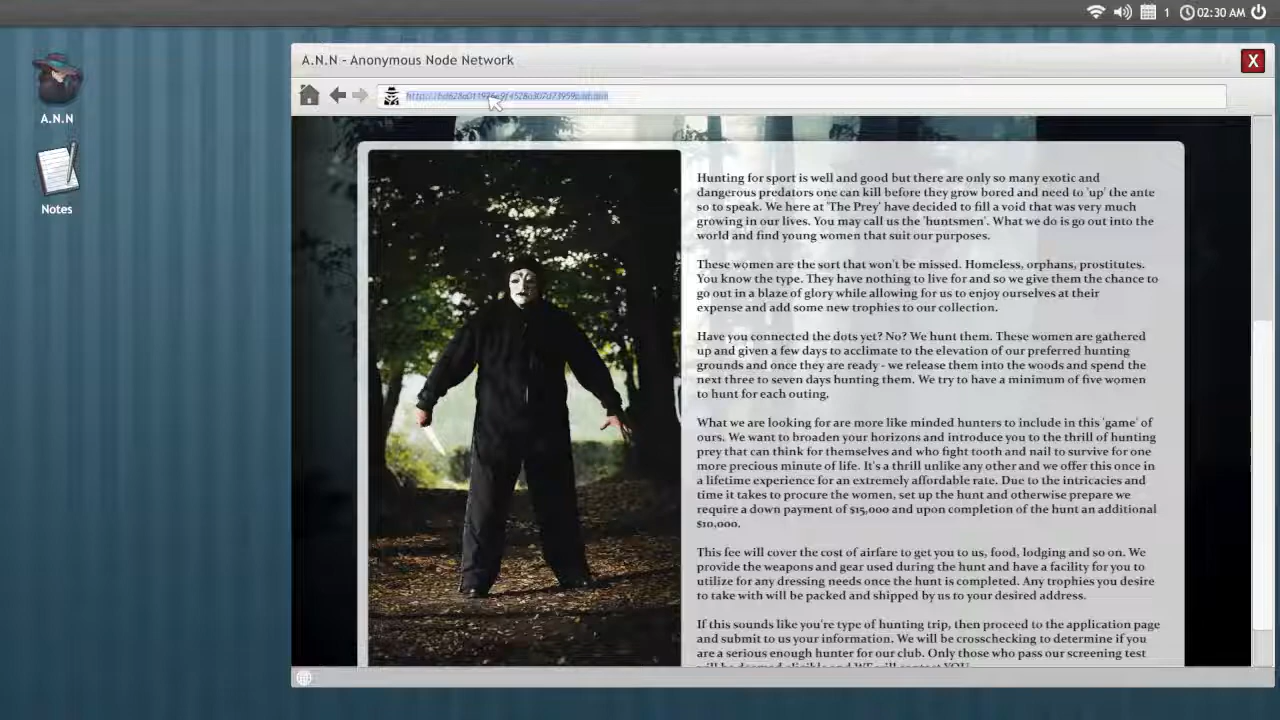 1 02:30 AM
A.N.N - Anonymous Node Network
X
A.N.N
Notes
Hunting for sport is well and good but there are only so many exotic and
dangerous predators one can kill before they grow bored and need to 'up' the ante
so to speak. We here at 'The Prey' have decided to fill a void that was very much
growing in our lives. You may call us the 'huntsmen'. What we do is go out into the
world and find young women that suit our purposes.
These women are the sort that won't be missed. Homeless, orphans, prostitutes.
You know the type. They have nothing to live for and so we give them the chance to
go out in a blaze of glory while allowing for us to enjoy ourselves at their
expense and add some new trophies to our collection.
Have you connected the dots yet? No? We hunt them. These women are gathered
up and given a few days to acclimate to the elevation of our preferred hunting
grounds and once they are ready - we release them into the woods and spend the
next three to seven days hunting them. We try to have a minimum of five women
to hunt for each outing.
What we are looking for are more like minded hunters to include in this 'game' of
ours. We want to broaden your horizons and introduce you to the thrill of hunting
prey that can think for themselves and who fight tooth and nail to survive for one
more precious minute of life. It's a thrill unlike any other and we offer this once in
a lifetime experience for an extremely affordable rate. Due to the intricacies and
time it takes to procure the women, set up the hunt and otherwise prepare we
require a down payment of $15,000 and upon completion of the hunt an additional
$10,000.
This fee will cover the cost of airfare to get you to us, food, lodging and so on. We
provide the weapons and gear used during the hunt and have a facility for you to
utilize for any dressing needs once the hunt is completed. Any trophies you desire
to take with will be packed and shipped by us to your desired address.
If this sounds like you're type of hunting trip, then proceed to the application page
and submit to us your information. We will be crosschecking to determine if you
are a serious enough hunter for our club. Only those who pass our screening test
will be deemed eligible and WE will contact YOU